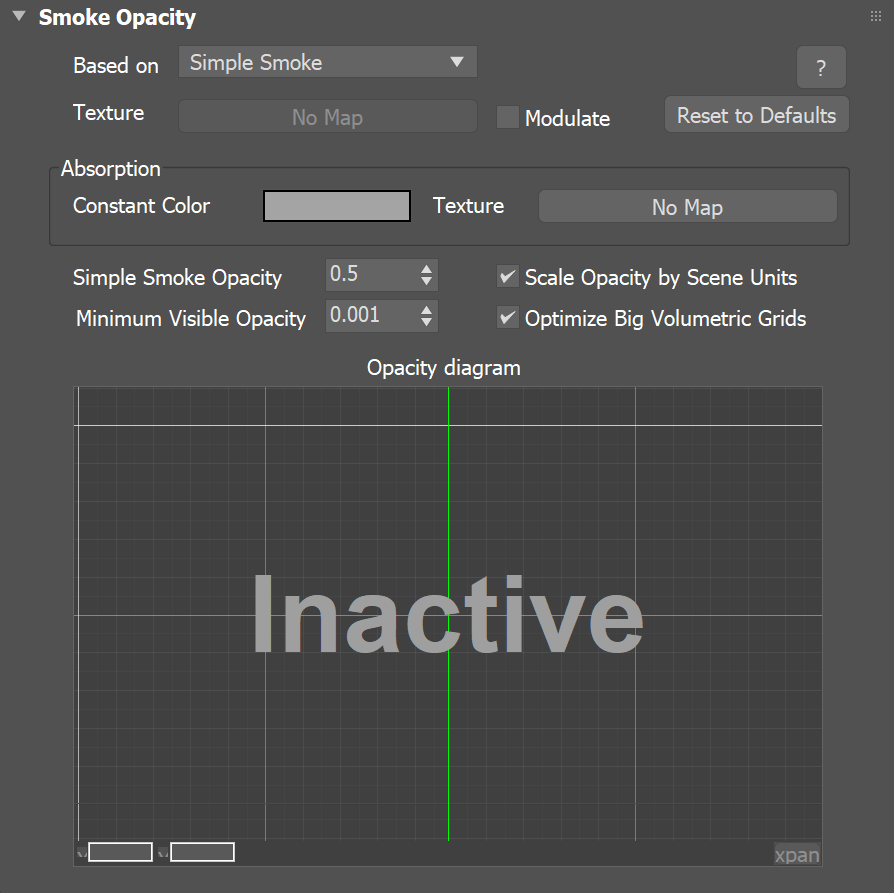 Smoke Opacity
Based on Simple Smoke ?
Texture No Map Modulate Reset to Defaults
Absorption
Constant Color Texture No Map
Simple Smoke Opacity 0.5 Scale Opacity by Scene Units
Minimum Visible Opacity 0.001 Optimize Big Volumetric Grids
Opacity diagram
Inactive
xpan